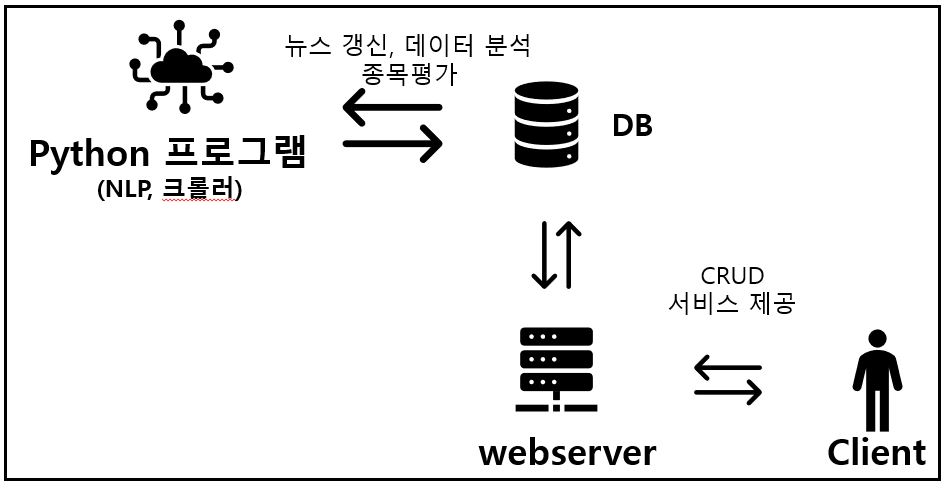 뉴스 갱신, 데이터 분석
종목평가
Python 프로그램
(NLP, 크롤러)
DB
CRUD
서비스 제공
webserver
Client